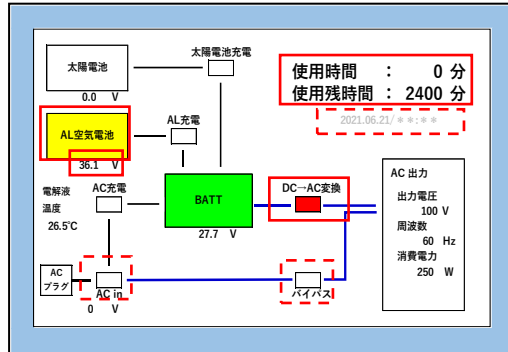 太陽電池
太陽電池充電
0.0 V
使用時間 : 0 分
使用残時間 : 2400 分
2021.06.21/**:**
AL空気電池
AL充電
36.1 V
電解液
温度
26.5℃
AC充電
BATT
27.7 V
DC→AC変換
AC 出力
出力電圧
100 V
周波数
60 Hz
消費電力
250 W
AC
プラグ
AC in
0 V
バイパス